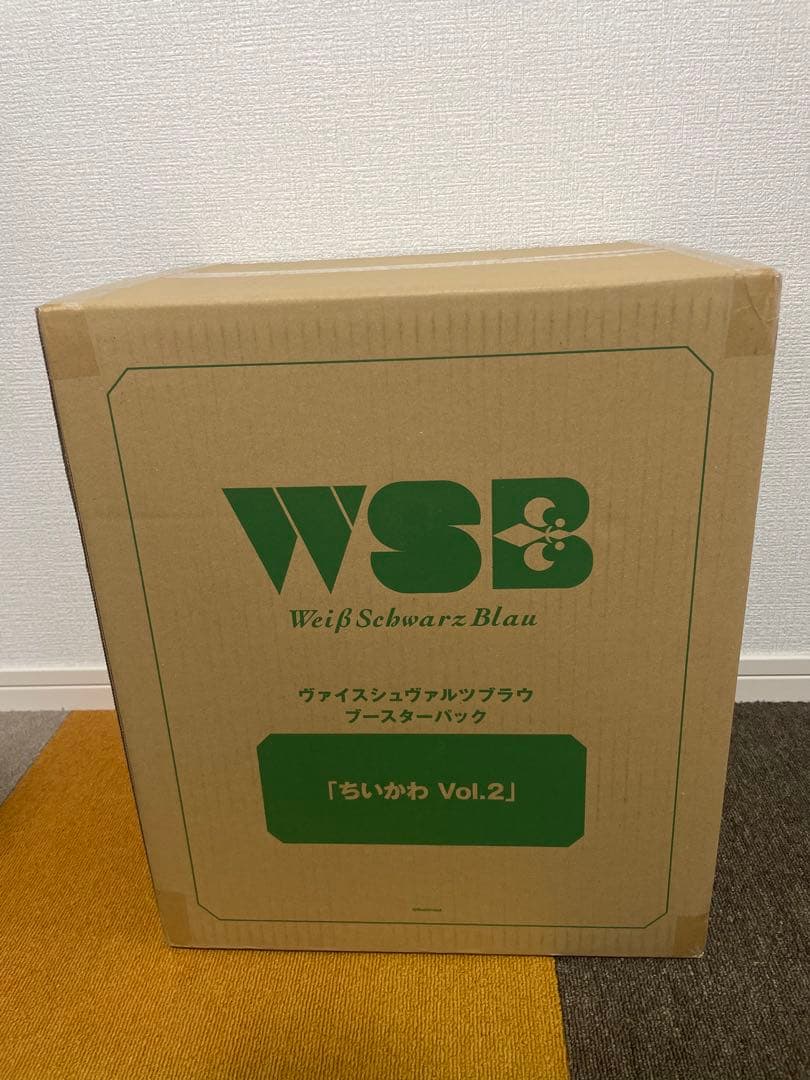 WSB
Weiß Schwarz Blau
ヴァイスシュヴァルツブラウ
ブースターパック
「ちいかわ Vol.2」